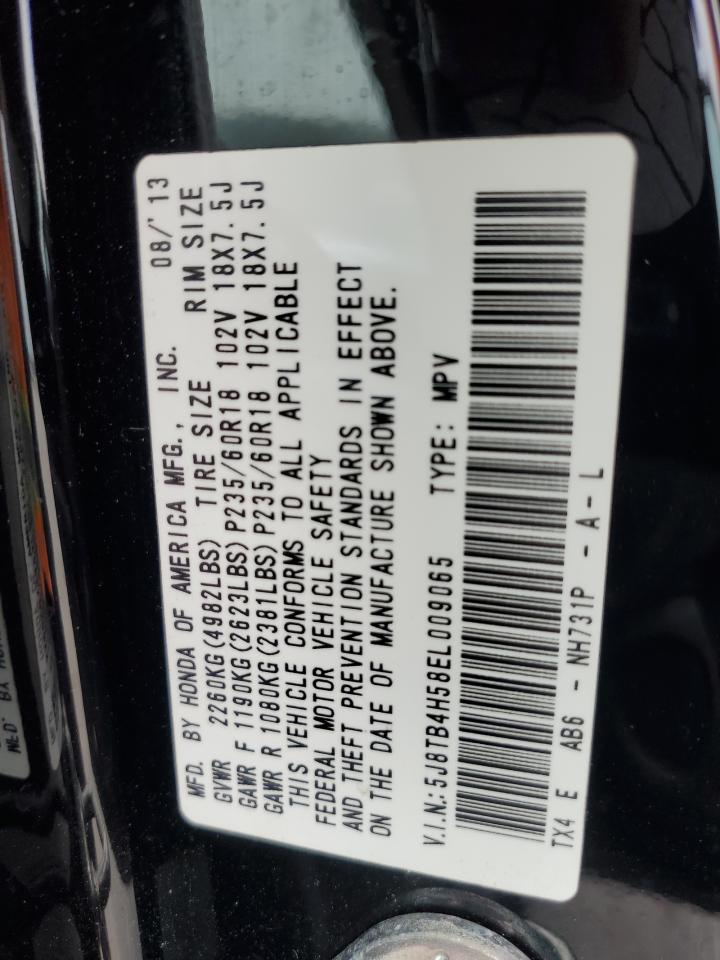 MFD. BY HONDA OF AMERICA MFG., INC. 08/'13
GVWR 2260KG(4982LBS) TIRE SIZE RIM SIZE
GAWR F 1190KG(2623LBS)P235/60R18 102V 18X7.5J
GAWR R 1080KG(2381LBS)P235/60R18 102V 18X7.5J
THIS VEHICLE CONFORMS TO ALL APPLICABLE
FEDERAL MOTOR VEHICLE SAFETY
AND THEFT PREVENTION STANDARDS IN EFFECT
ON THE DATE OF MANUFACTURE SHOWN ABOVE.
V.I.N.:5J8TB4H58EL009065 TYPE: MPV
TX4 E AB6 - NH731P - A - L